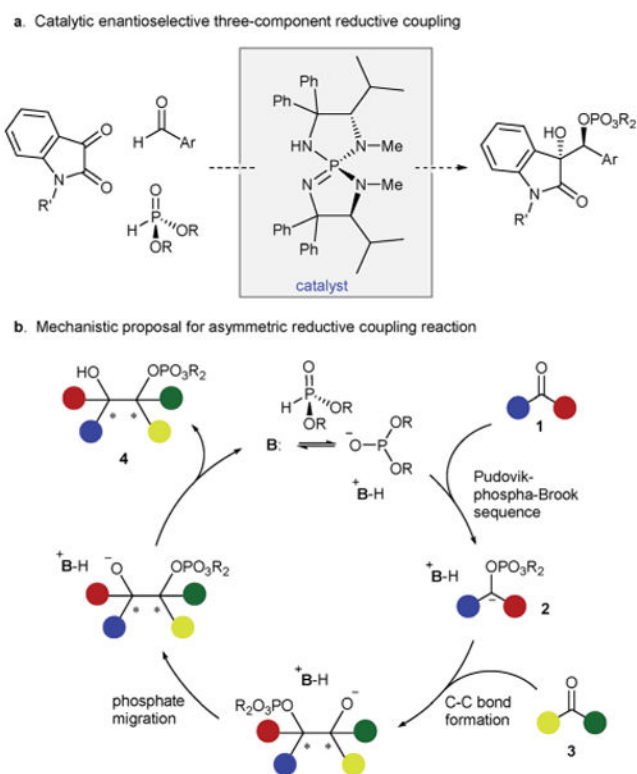 a. Catalytic enantioselective three-component reductive coupling
O
O
N
R'
O
H
Ar
O
H
P
OR
OR
Ph
Ph
HN
N
Me
P
N
N
Me
Ph
Ph
catalyst
OPO3R2
HO
Ar
O
N
R'
b. Mechanistic proposal for asymmetric reductive coupling reaction
HO
OPO3R2
* *
4
O
H
P
OR
OR
B:
-O
P
OR
OR
+B-H
O
1
Pudovik-
phospha-Brook
sequence
+B-H
OPO3R2
-
2
C-C bond
formation
O
3
+B-H
R2O3PO
O-
* *
phosphate
migration
+B-H
-O
OPO3R2
* *